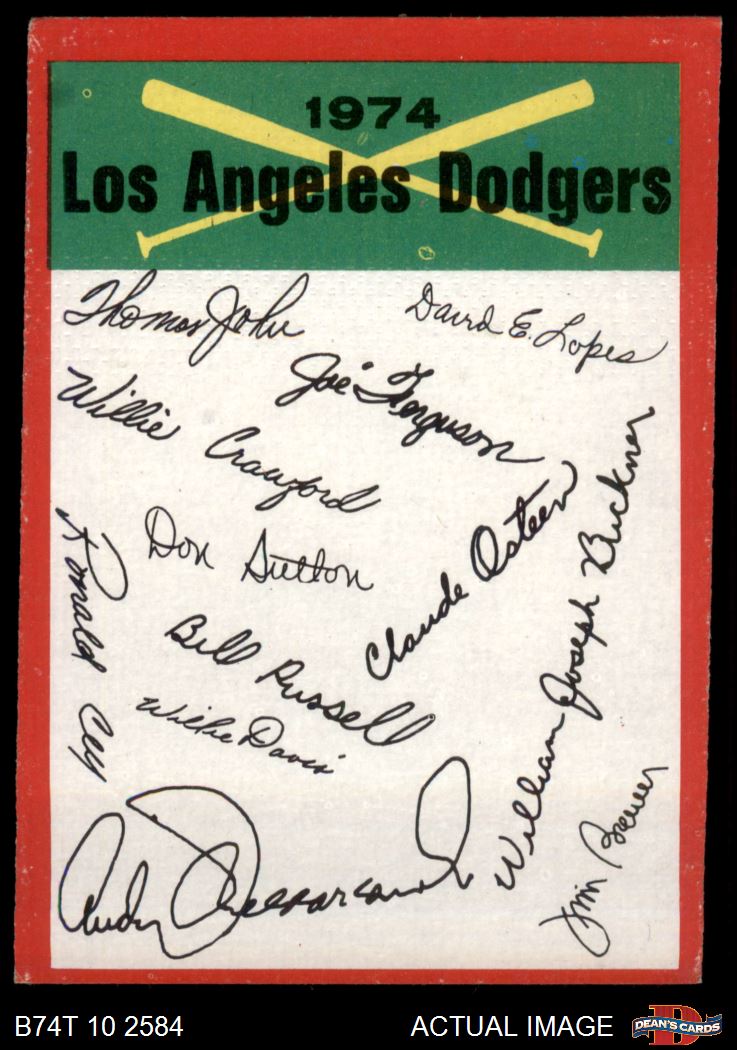 1974
Los Angeles Dodgers
Thomas John
David E. Lopes
Joe Ferguson
Willie Crawford
Don Sutton
Claude Osteen
William Joseph Buckner
Ronald Cey
Bill Russell
Willie Davis
Andy
Jim Brewer
B74T 10 2584
ACTUAL IMAGE
DEAN'S CARDS